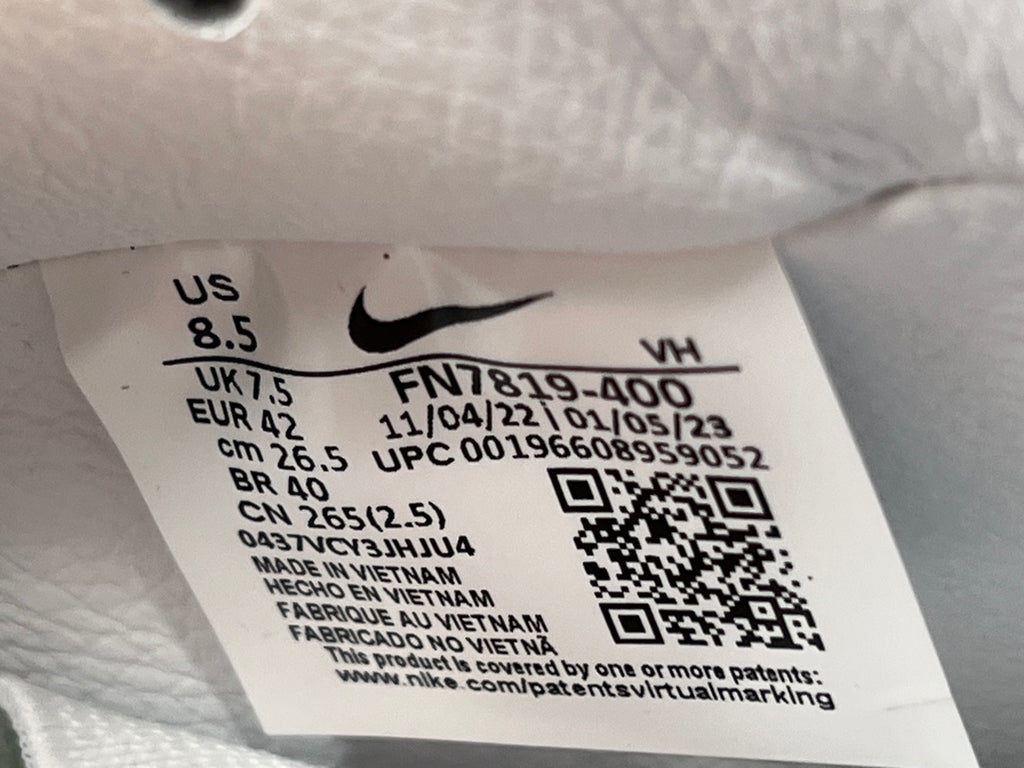 US
8.5
VH
UK 7.5
FN7819-400
EUR 42
11/04/22 | 01/05/23
cm 26.5
UPC 00196608959052
BR 40
CN 265(2.5)
0437VCY3JHJU4
MADE IN VIETNAM
HECHO EN VIETNAM
FABRIQUE AU VIETNAM
FABRICADO NO VIETNÃ
This product is covered by one or more patents:
www.nike.com/patentsvirtualmarking